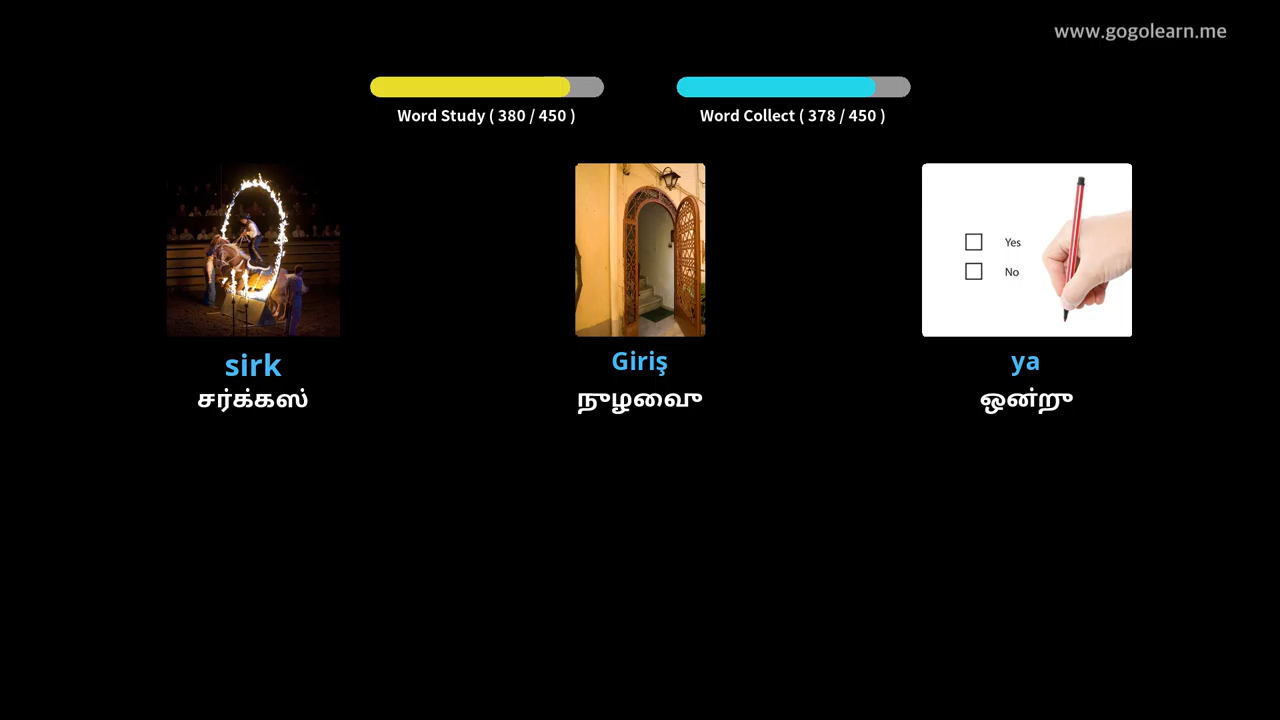 www.gogolearn.me
Word Study ( 380 / 450 )
Word Collect ( 378 / 450 )
Yes
No
sirk
Giriş
ya
சர்க்கஸ்
நுழைவு
ஒன்று